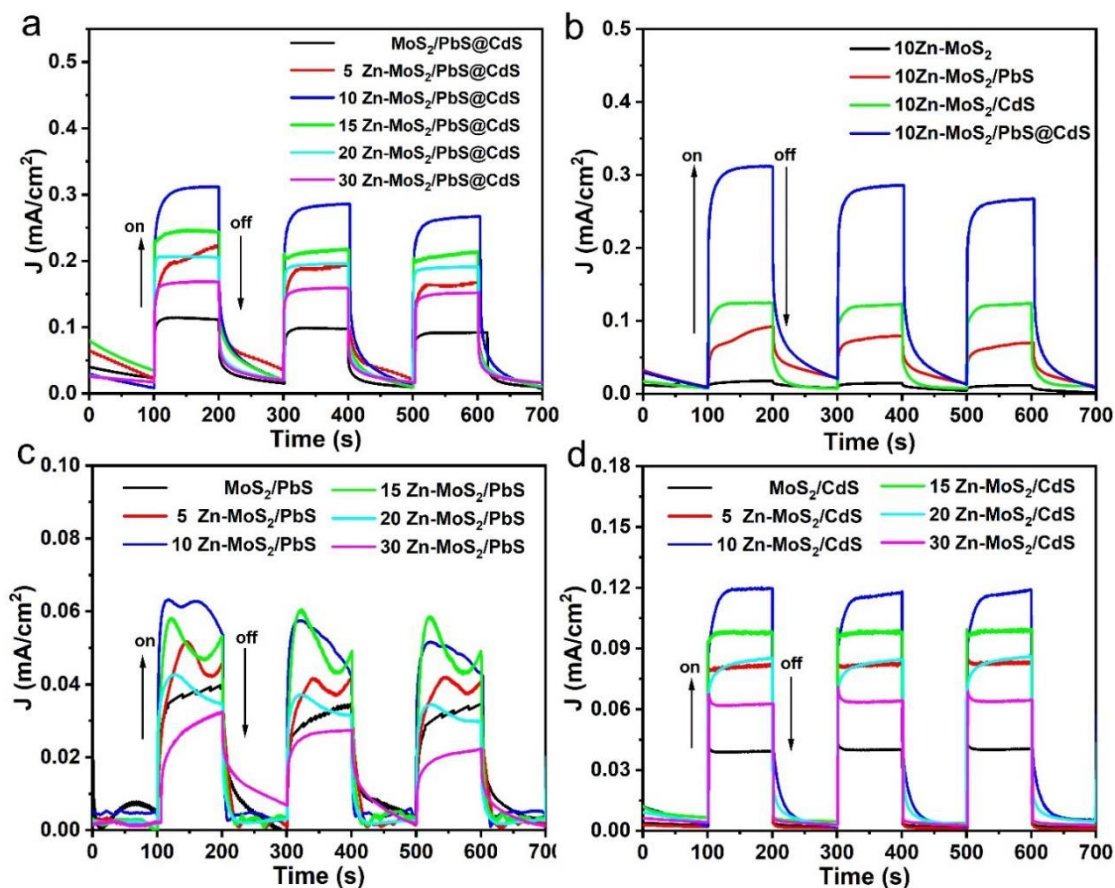 a
MoS₂/PbS@CdS
5 Zn-MoS₂/PbS@CdS
10 Zn-MoS₂/PbS@CdS
15 Zn-MoS₂/PbS@CdS
20 Zn-MoS₂/PbS@CdS
30 Zn-MoS₂/PbS@CdS
on
off
J (mA/cm²)
0.5
0.4
0.3
0.2
0.1
0.0
0 100 200 300 400 500 600 700
Time (s)
b
10Zn-MoS₂
10Zn-MoS₂/PbS
10Zn-MoS₂/CdS
10Zn-MoS₂/PbS@CdS
on
off
J (mA/cm²)
0.5
0.4
0.3
0.2
0.1
0.0
0 100 200 300 400 500 600 700
Time (s)
c
MoS₂/PbS
5 Zn-MoS₂/PbS
10 Zn-MoS₂/PbS
15 Zn-MoS₂/PbS
20 Zn-MoS₂/PbS
30 Zn-MoS₂/PbS
on
off
J (mA/cm²)
0.10
0.08
0.06
0.04
0.02
0.00
0 100 200 300 400 500 600 700
Time (s)
d
MoS₂/CdS
5 Zn-MoS₂/CdS
10 Zn-MoS₂/CdS
15 Zn-MoS₂/CdS
20 Zn-MoS₂/CdS
30 Zn-MoS₂/CdS
on
off
J (mA/cm²)
0.18
0.15
0.12
0.09
0.06
0.03
0.00
0 100 200 300 400 500 600 700
Time (s)